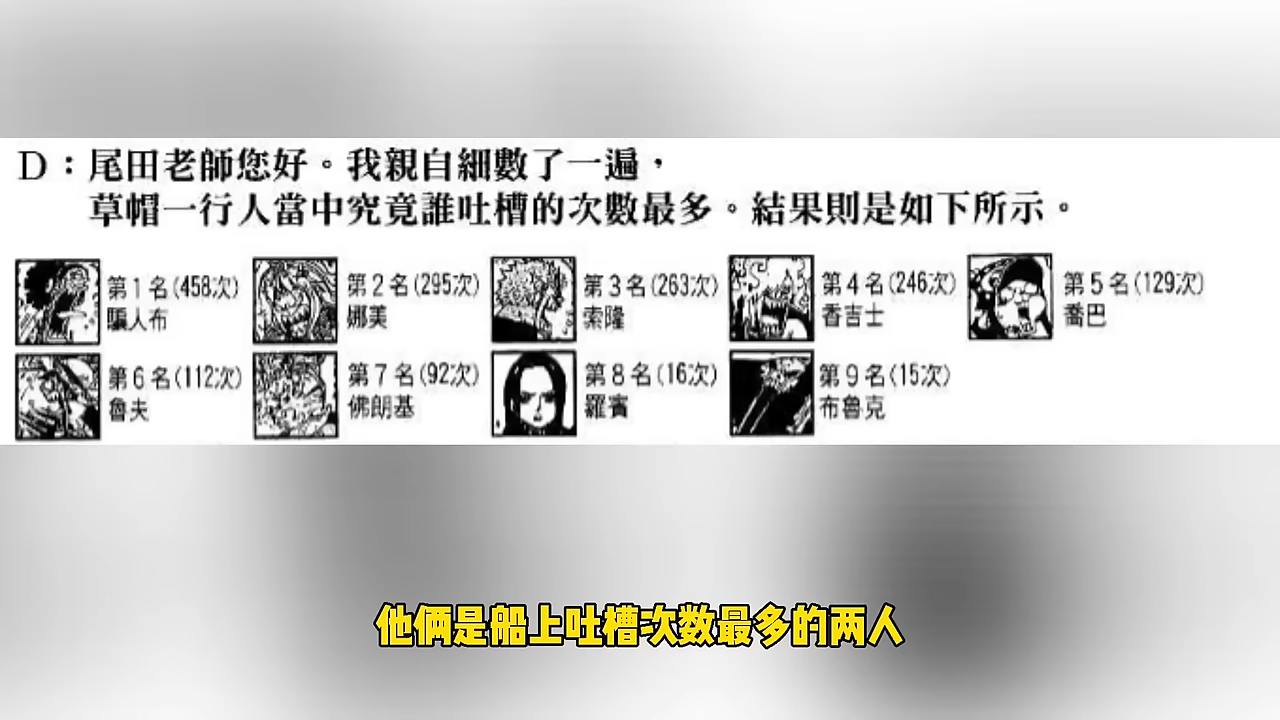 D：尾田老師您好。我親自細數了一遍，
草帽一行人當中究竟誰吐槽的次數最多。結果則是如下所示。
第1名(458次)
騙人布
第2名(295次)
娜美
第3名(263次)
索隆
第4名(246次)
香吉士
第5名(129次)
喬巴
第6名(112次)
魯夫
第7名(92次)
佛朗基
第8名(16次)
羅賓
第9名(15次)
布魯克
他俩是船上吐槽次数最多的两人